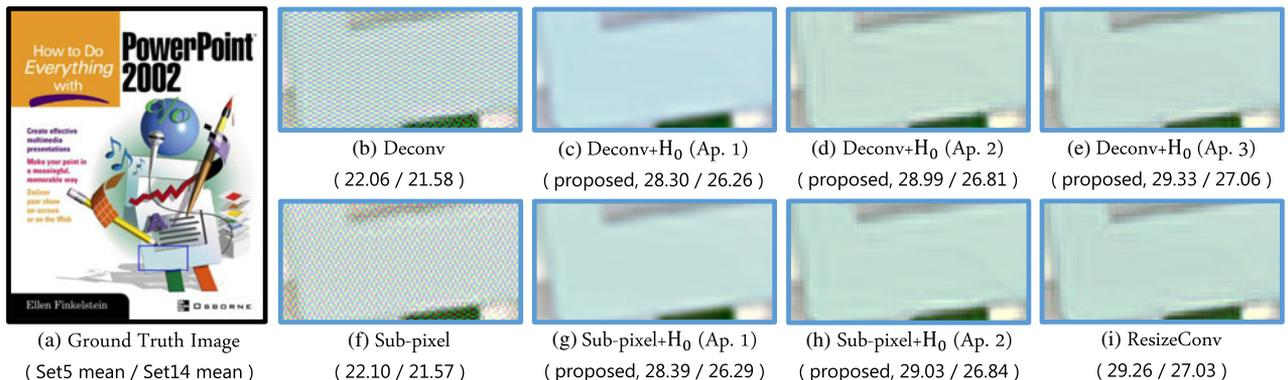 How to Do
Everything
with
PowerPoint
2002
Create effective
multimedia
presentations
Make your point in
a meaningful,
memorable way
Deliver
your show
on screen
or on the Web
%
Ellen Finkelstein
OSBORNE
(a) Ground Truth Image
( Set5 mean / Set14 mean )
(b) Deconv
( 22.06 / 21.58 )
(c) Deconv+H₀ (Ap. 1)
( proposed, 28.30 / 26.26 )
(d) Deconv+H₀ (Ap. 2)
( proposed, 28.99 / 26.81 )
(e) Deconv+H₀ (Ap. 3)
( proposed, 29.33 / 27.06 )
(f) Sub-pixel
( 22.10 / 21.57 )
(g) Sub-pixel+H₀ (Ap. 1)
(proposed, 28.39 / 26.29 )
(h) Sub-pixel+H₀ (Ap. 2)
( proposed, 29.03 / 26.84 )
(i) ResizeConv
( 29.26 / 27.03 )